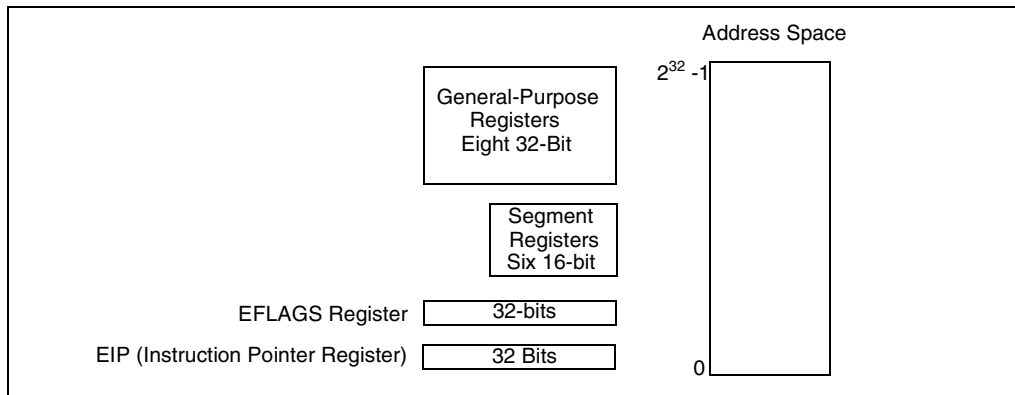 Address Space
2³² -1
General-Purpose
Registers
Eight 32-Bit
Segment
Registers
Six 16-bit
EFLAGS Register
32-bits
EIP (Instruction Pointer Register)
32 Bits
0